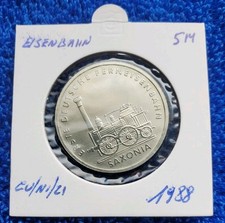 EISENBAHN 5M
ERSTE DEUTSCHE FERNEISENBAHN
SAXONIA
CU/Ni/Zi 1988